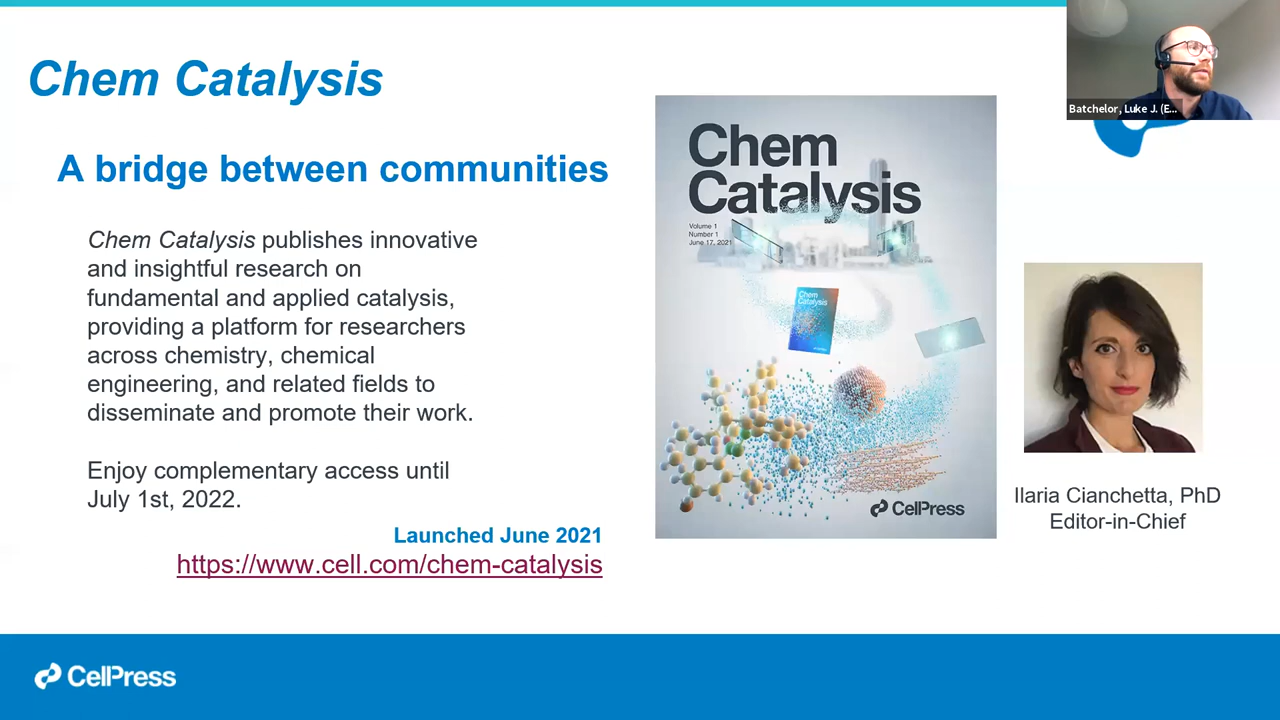 Chem Catalysis
A bridge between communities
Chem Catalysis publishes innovative
and insightful research on
fundamental and applied catalysis,
providing a platform for researchers
across chemistry, chemical
engineering, and related fields to
disseminate and promote their work.
Enjoy complementary access until
July 1st, 2022.
Launched June 2021
https://www.cell.com/chem-catalysis
Chem
Catalysis
Volume 1
Number 1
June 17, 2021
Chem
Catalysis
CellPress
Batchelor, Luke J. (E...
Ilaria Cianchetta, PhD
Editor-in-Chief
CellPress